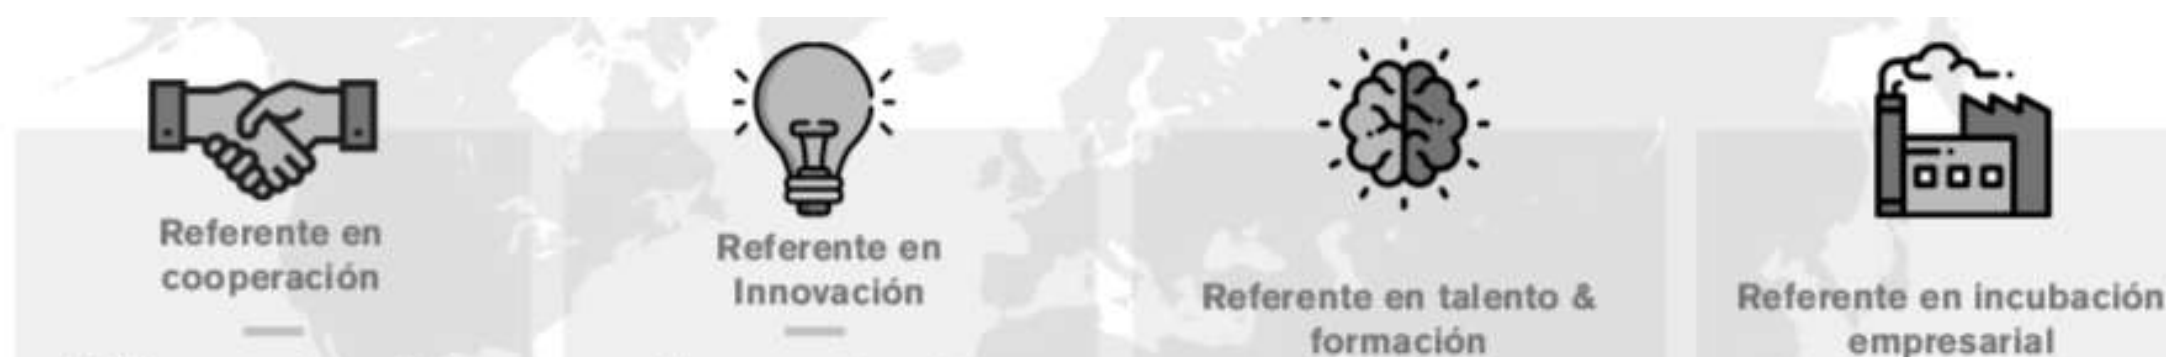 Referente en
cooperación
Referente en
Innovación
Referente en talento &
formación
Referente en incubación
empresarial